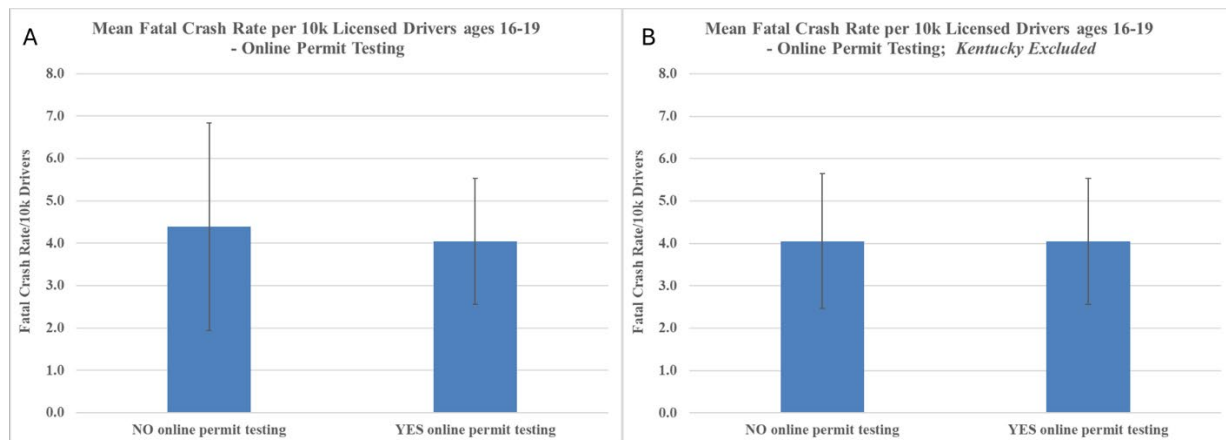 A
Mean Fatal Crash Rate per 10k Licensed Drivers ages 16-19
- Online Permit Testing
8.0
7.0
6.0
5.0
4.0
3.0
2.0
1.0
0.0
Fatal Crash Rate/10k Drivers
NO online permit testing
YES online permit testing
B
Mean Fatal Crash Rate per 10k Licensed Drivers ages 16-19
- Online Permit Testing; Kentucky Excluded
8.0
7.0
6.0
5.0
4.0
3.0
2.0
1.0
0.0
Fatal Crash Rate/10k Drivers
NO online permit testing
YES online permit testing